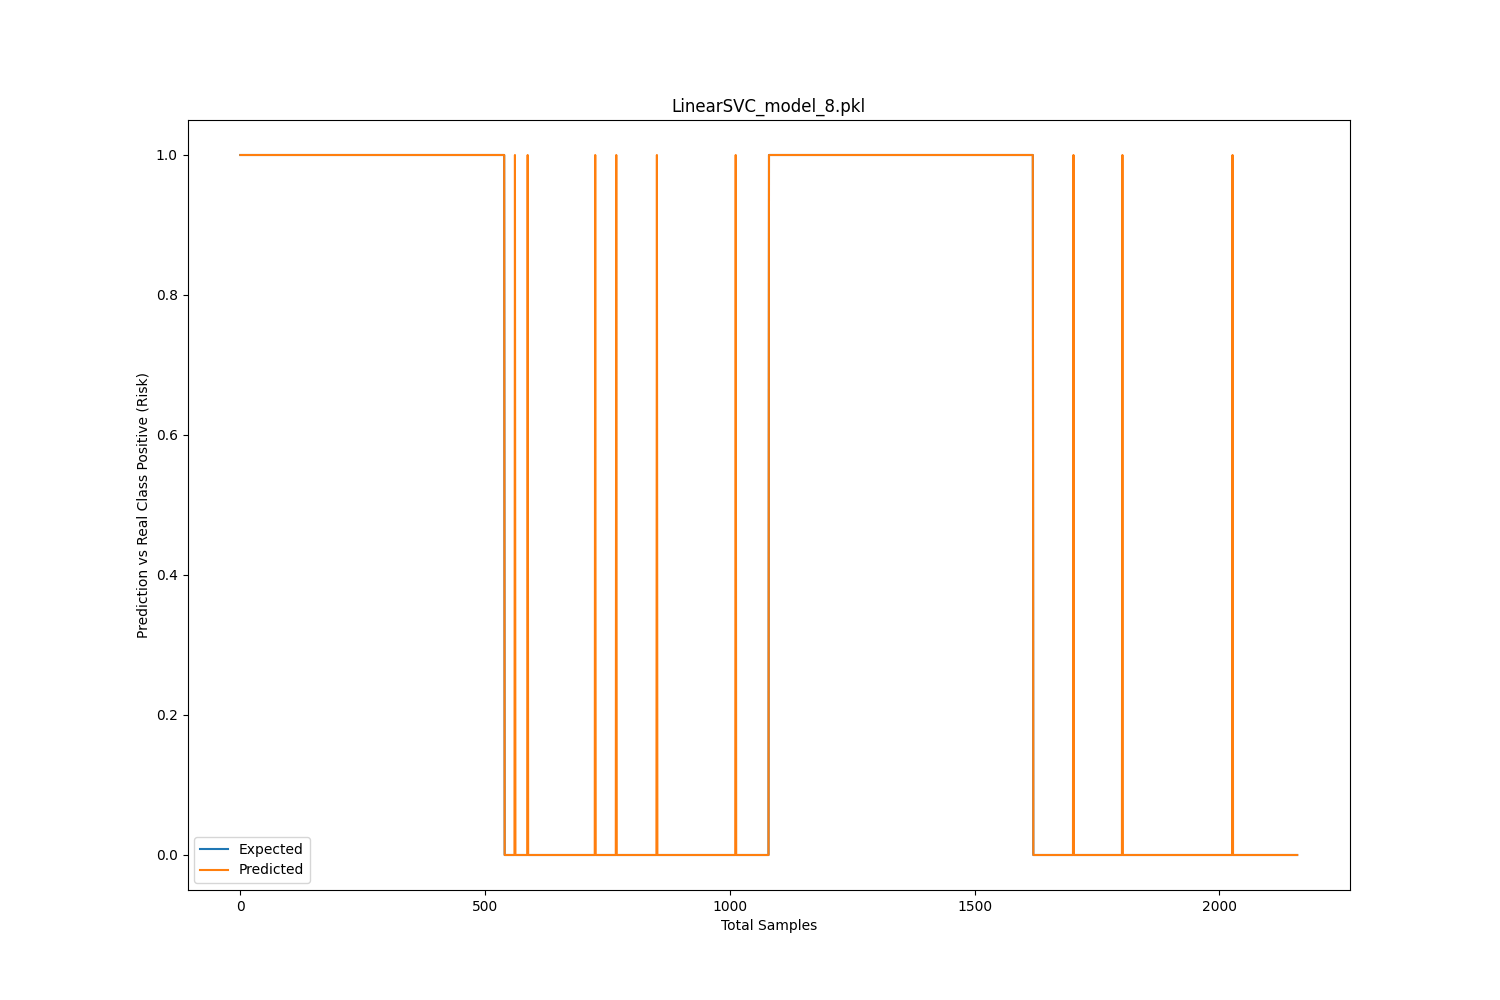 LinearSVC_model_8.pkl
Prediction vs Real Class Positive (Risk)
1.0
0.8
0.6
0.4
0.2
0.0
Expected
Predicted
0 500 1000 1500 2000
Total Samples